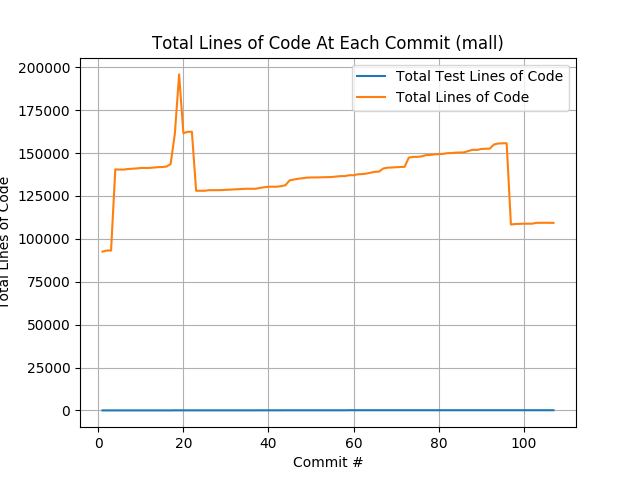 Total Lines of Code At Each Commit (mall)
Total Test Lines of Code
Total Lines of Code
Total Lines of Code
200000
175000
150000
125000
100000
75000
50000
25000
0
0 20 40 60 80 100
Commit #